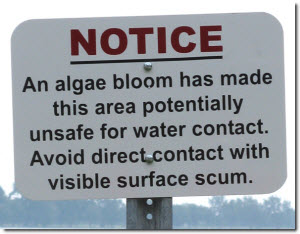 NOTICE
An algae bloom has made
this area potentially
unsafe for water contact.
Avoid direct contact with
visible surface scum.